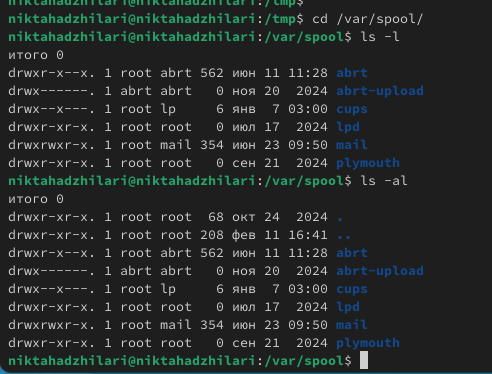 niktahadzhilari@niktahadzhilari:/tmp$
niktahadzhilari@niktahadzhilari:/tmp$ cd /var/spool/
niktahadzhilari@niktahadzhilari:/var/spool$ ls -l
итого 0
drwxr-x--x. 1 root abrt 562 июн 11 11:28 abrt
drwx------. 1 abrt abrt   0 ноя 20  2024 abrt-upload
drwx--x---. 1 root lp     6 янв  7 03:00 cups
drwxr-xr-x. 1 root root   0 июл 17  2024 lpd
drwxrwxr-x. 1 root mail 354 июн 23 09:50 mail
drwxr-xr-x. 1 root root   0 сен 21  2024 plymouth
niktahadzhilari@niktahadzhilari:/var/spool$ ls -al
итого 0
drwxr-xr-x. 1 root root  68 окт 24  2024 .
drwxr-xr-x. 1 root root 208 фев 11 16:41 ..
drwxr-x--x. 1 root abrt 562 июн 11 11:28 abrt
drwx------. 1 abrt abrt   0 ноя 20  2024 abrt-upload
drwx--x---. 1 root lp     6 янв  7 03:00 cups
drwxr-xr-x. 1 root root   0 июл 17  2024 lpd
drwxrwxr-x. 1 root mail 354 июн 23 09:50 mail
drwxr-xr-x. 1 root root   0 сен 21  2024 plymouth
niktahadzhilari@niktahadzhilari:/var/spool$